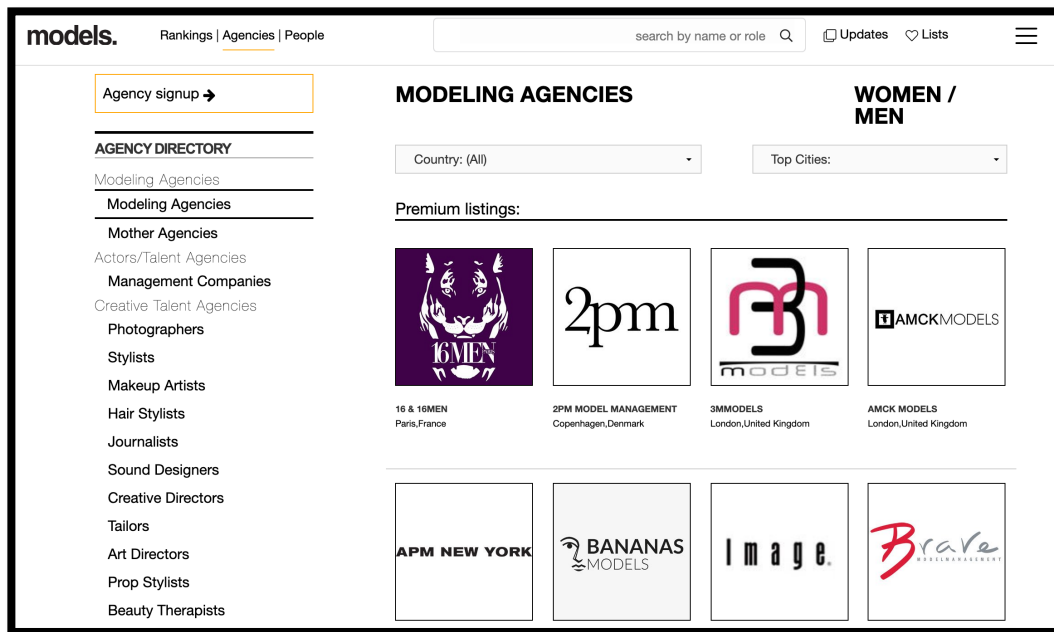 models.
Rankings | Agencies | People
search by name or role
Updates
Lists
Agency signup
AGENCY DIRECTORY
Modeling Agencies
Modeling Agencies
Mother Agencies
Actors/Talent Agencies
Management Companies
Creative Talent Agencies
Photographers
Stylists
Makeup Artists
Hair Stylists
Journalists
Sound Designers
Creative Directors
Tailors
Art Directors
Prop Stylists
Beauty Therapists
MODELING AGENCIES
WOMEN /
MEN
Country: (All)
Top Cities:
Premium listings:
16MEN
2pm
3m
models
AMCKMODELS
16 & 16MEN
Paris,France
2PM MODEL MANAGEMENT
Copenhagen,Denmark
3MMODELS
London,United Kingdom
AMCK MODELS
London,United Kingdom
APM NEW YORK
BANANAS
MODELS
Image.
Brave
MODELMANAGEMENT